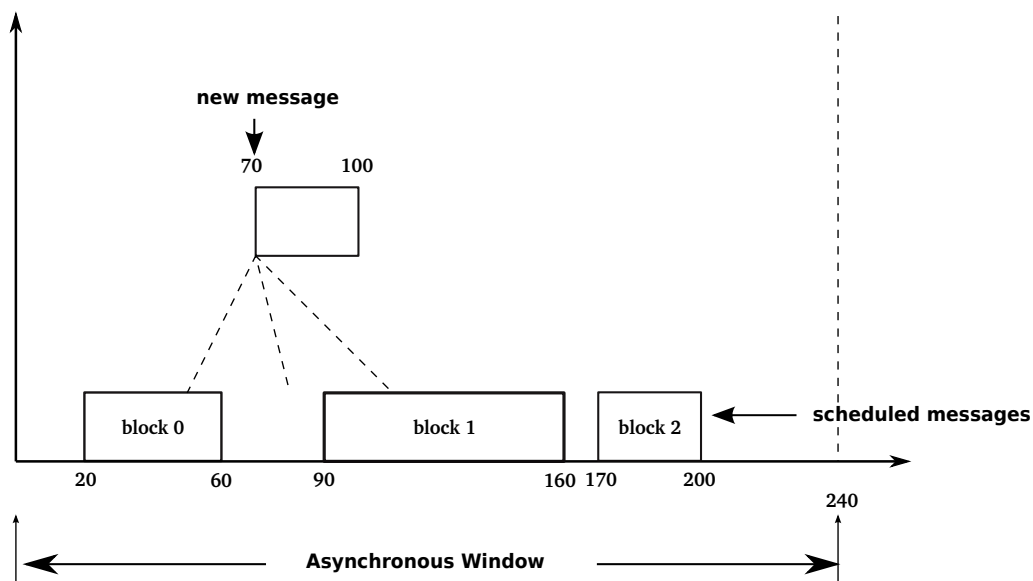 new message
70
100
block 0
block 1
block 2
scheduled messages
20
60
90
160
170
200
240
Asynchronous Window